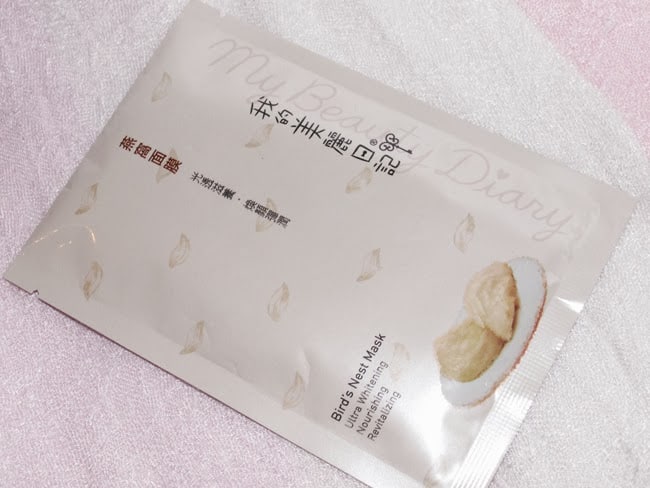 My Beauty Diary
我的美麗日記®
燕窩面膜
光透滋養．煥顏潤澤
Bird's Nest Mask
Ultra Whitening
Nourishing
Revitalizing